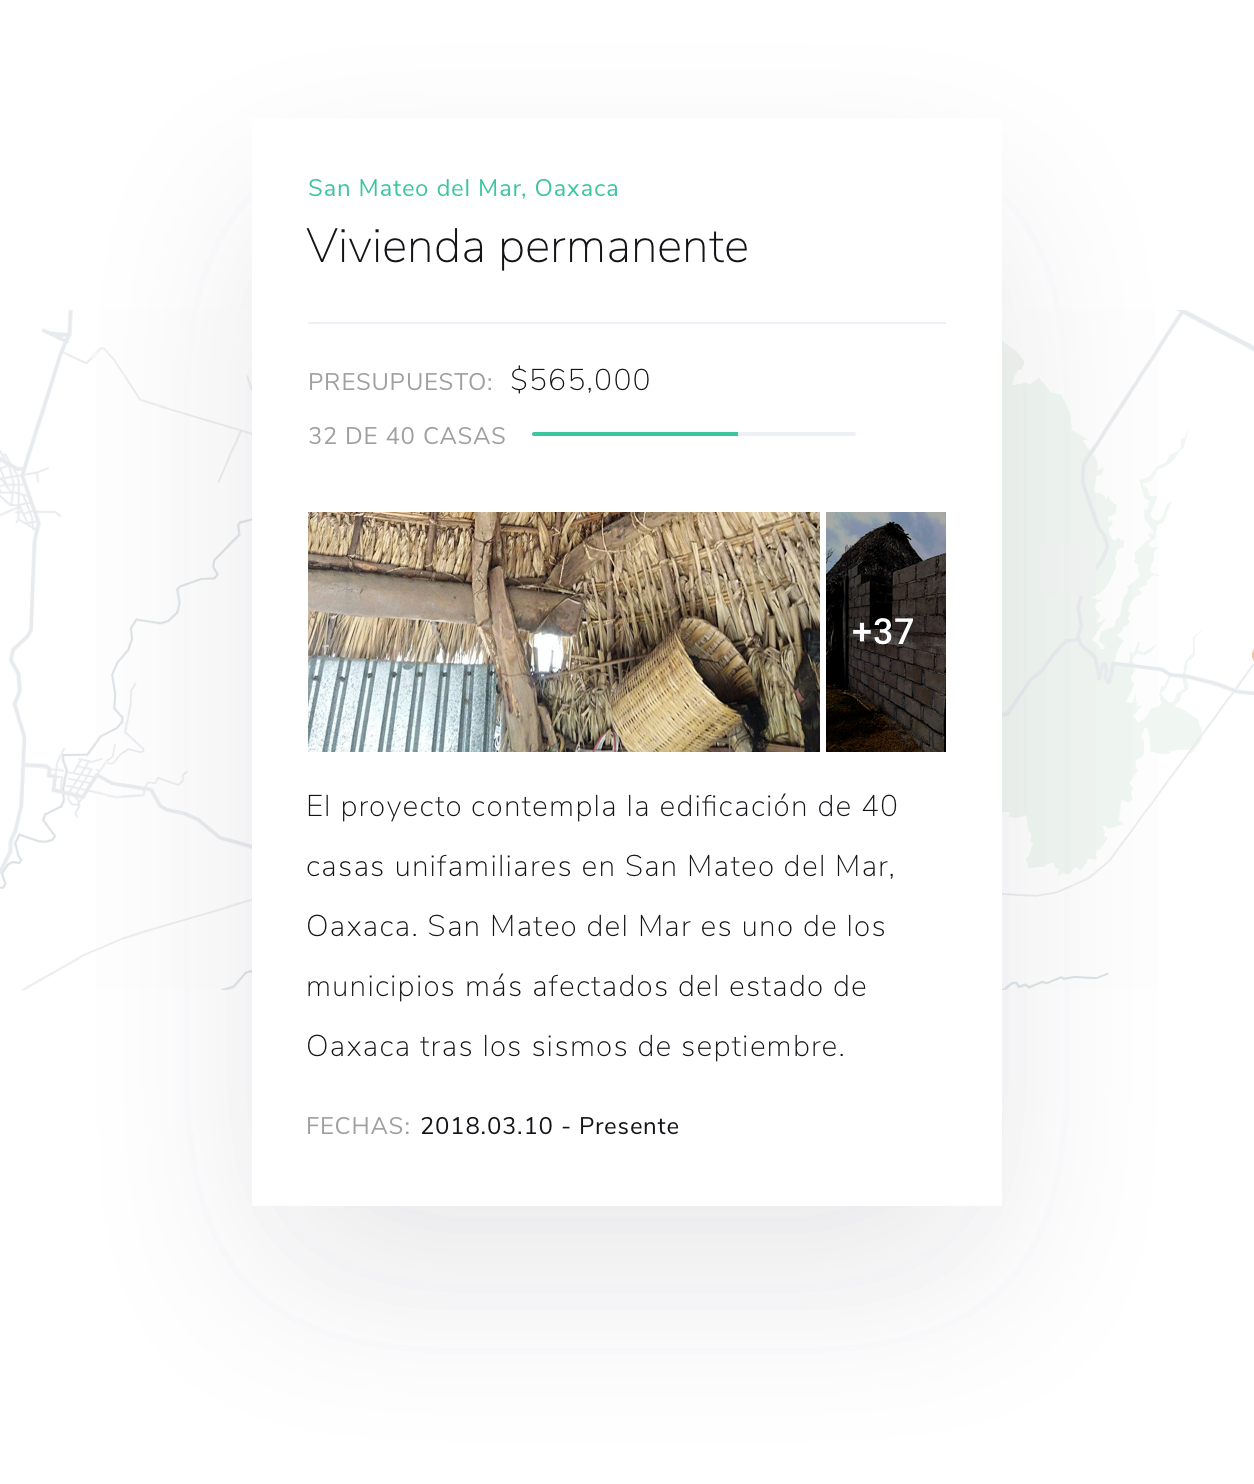 San Mateo del Mar, Oaxaca
Vivienda permanente
PRESUPUESTO: $565,000
32 DE 40 CASAS
+37
El proyecto contempla la edificación de 40
casas unifamiliares en San Mateo del Mar,
Oaxaca. San Mateo del Mar es uno de los
municipios más afectados del estado de
Oaxaca tras los sismos de septiembre.
FECHAS: 2018.03.10 - Presente